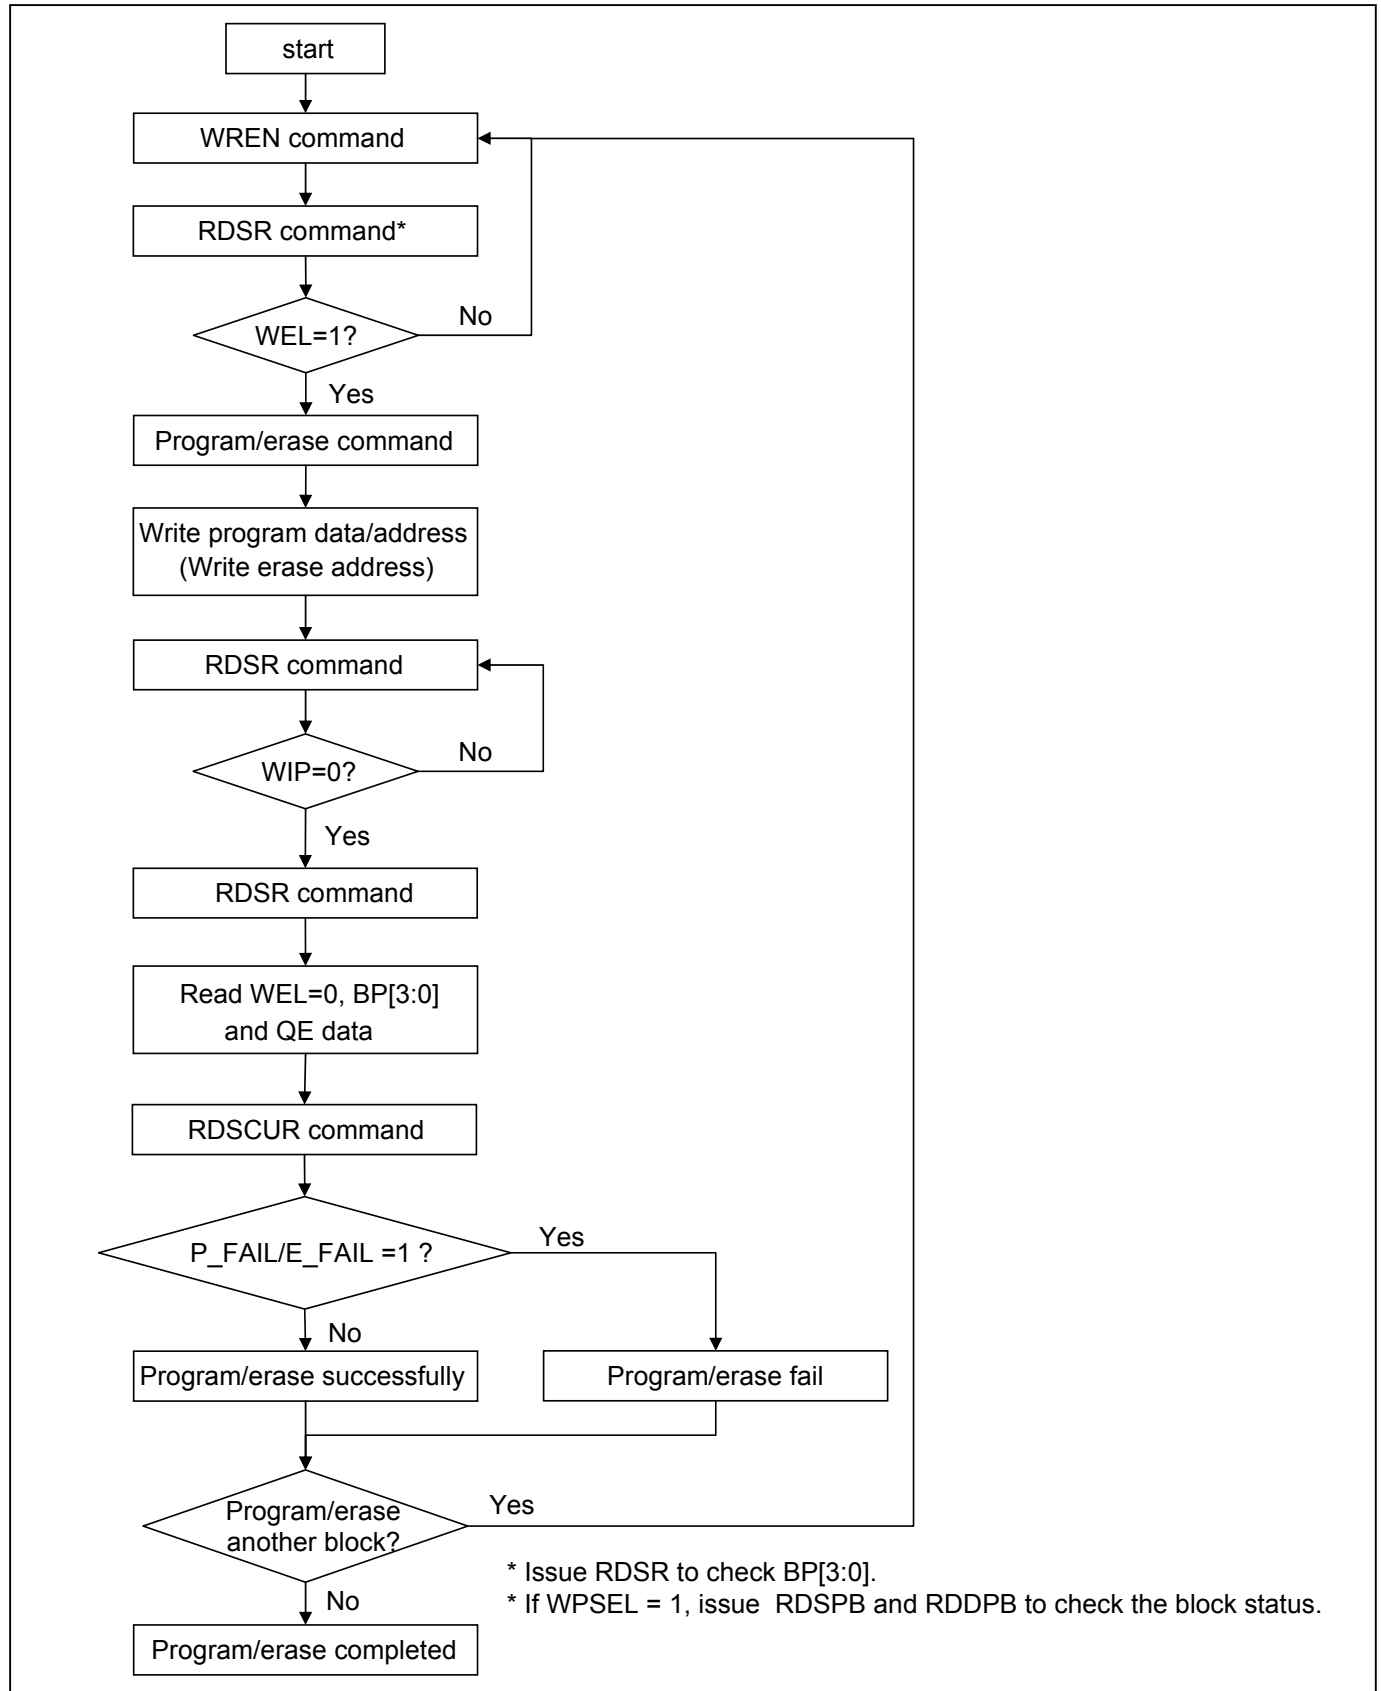 start
WREN command
RDSR command*
WEL=1?
No
Yes
Program/erase command
Write program data/address
(Write erase address)
RDSR command
WIP=0?
No
Yes
RDSR command
Read WEL=0, BP[3:0]
and QE data
RDSCUR command
P_FAIL/E_FAIL =1 ?
Yes
No
Program/erase successfully
Program/erase fail
Program/erase
another block?
Yes
No
* Issue RDSR to check BP[3:0].
* If WPSEL = 1, issue  RDSPB and RDDPB to check the block status.
Program/erase completed